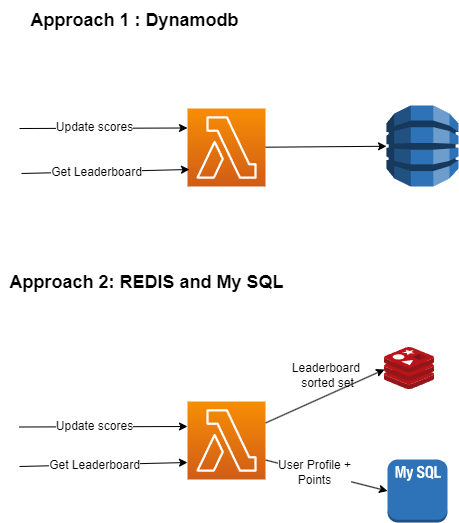 Approach 1 : Dynamodb
Update scores
Get Leaderboard
Approach 2: REDIS and My SQL
Leaderboard
sorted set
Update scores
Get Leaderboard
User Profile +
Points
My SQL